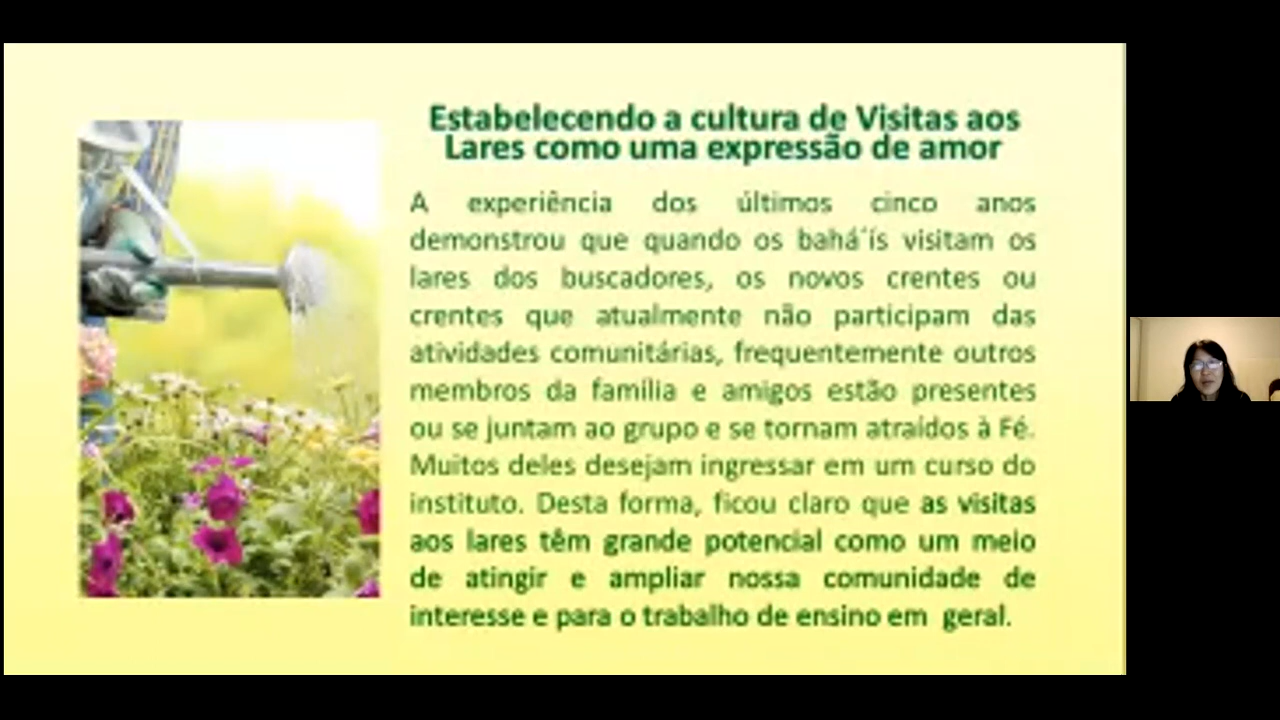 Estabelecendo a cultura de Visitas aos
Lares como uma expressão de amor
A experiência dos últimos cinco anos
demonstrou que quando os bahá´ís visitam os
lares dos buscadores, os novos crentes ou
crentes que atualmente não participam das
atividades comunitárias, frequentemente outros
membros da família e amigos estão presentes
ou se juntam ao grupo e se tornam atraídos à Fé.
Muitos deles desejam ingressar em um curso do
instituto. Desta forma, ficou claro que as visitas
aos lares têm grande potencial como um meio
de atingir e ampliar nossa comunidade de
interesse e para o trabalho de ensino em geral.